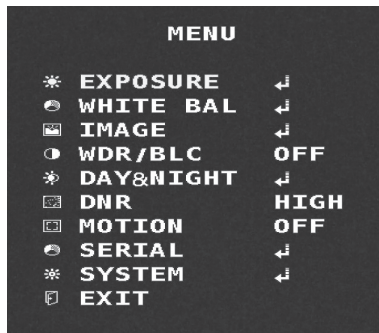 MENU
EXPOSURE ↲
WHITE BAL ↲
IMAGE ↲
WDR/BLC OFF
DAY&NIGHT ↲
DNR HIGH
MOTION OFF
SERIAL ↲
SYSTEM ↲
EXIT